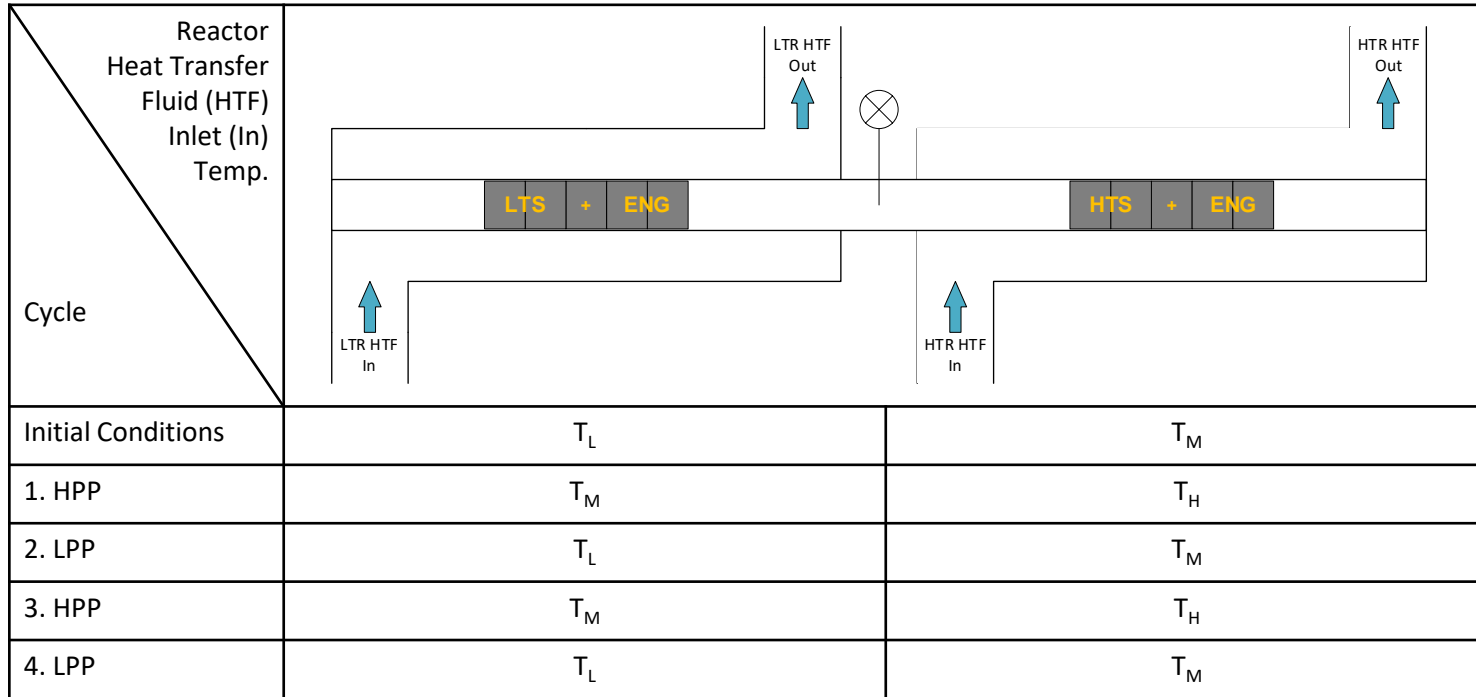 Reactor
Heat Transfer
Fluid (HTF)
Inlet (In)
Temp.
Cycle
LTR HTF
Out
HTR HTF
Out
LTS + ENG
HTS + ENG
LTR HTF
In
HTR HTF
In
Initial Conditions T_L T_M
1. HPP T_M T_H
2. LPP T_L T_M
3. HPP T_M T_H
4. LPP T_L T_M